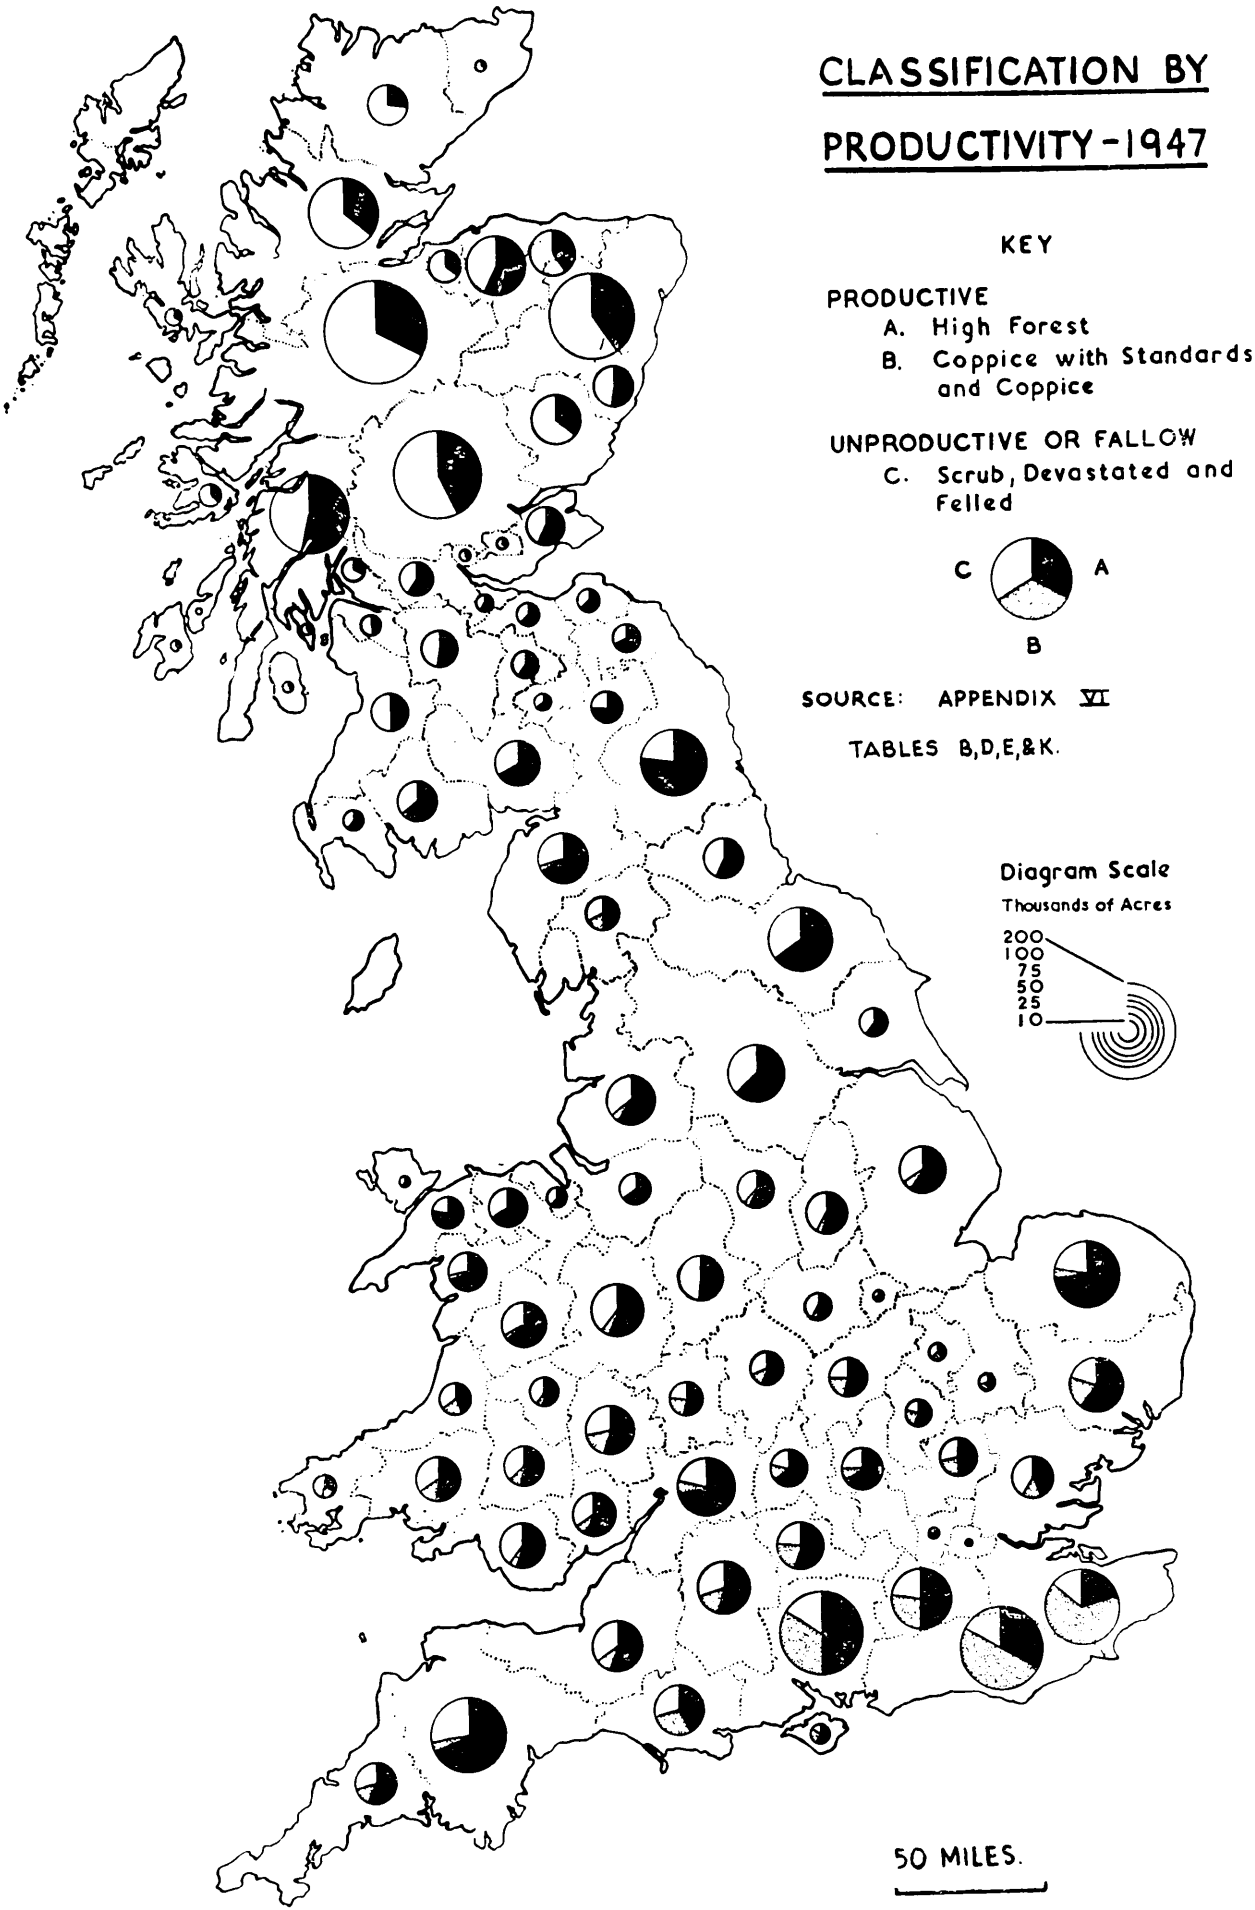 CLASSIFICATION BY
PRODUCTIVITY-1947
KEY
PRODUCTIVE
A. High Forest
B. Coppice with Standards
and Coppice
UNPRODUCTIVE OR FALLOW
C. Scrub, Devastated and
Felled
C
A
B
SOURCE: APPENDIX VI
TABLES B,D,E,&K.
Diagram Scale
Thousands of Acres
200
100
75
50
25
10
50 MILES.